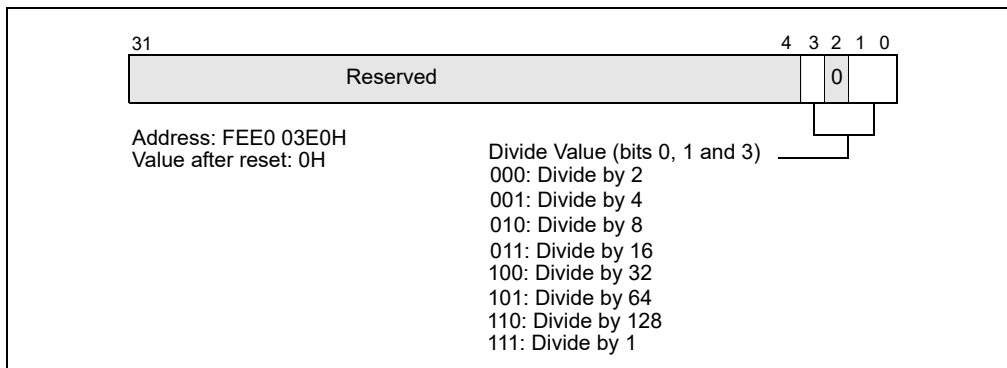 31 4 3 2 1 0
Reserved 0
Address: FEE0 03E0H
Value after reset: 0H
Divide Value (bits 0, 1 and 3)
000: Divide by 2
001: Divide by 4
010: Divide by 8
011: Divide by 16
100: Divide by 32
101: Divide by 64
110: Divide by 128
111: Divide by 1